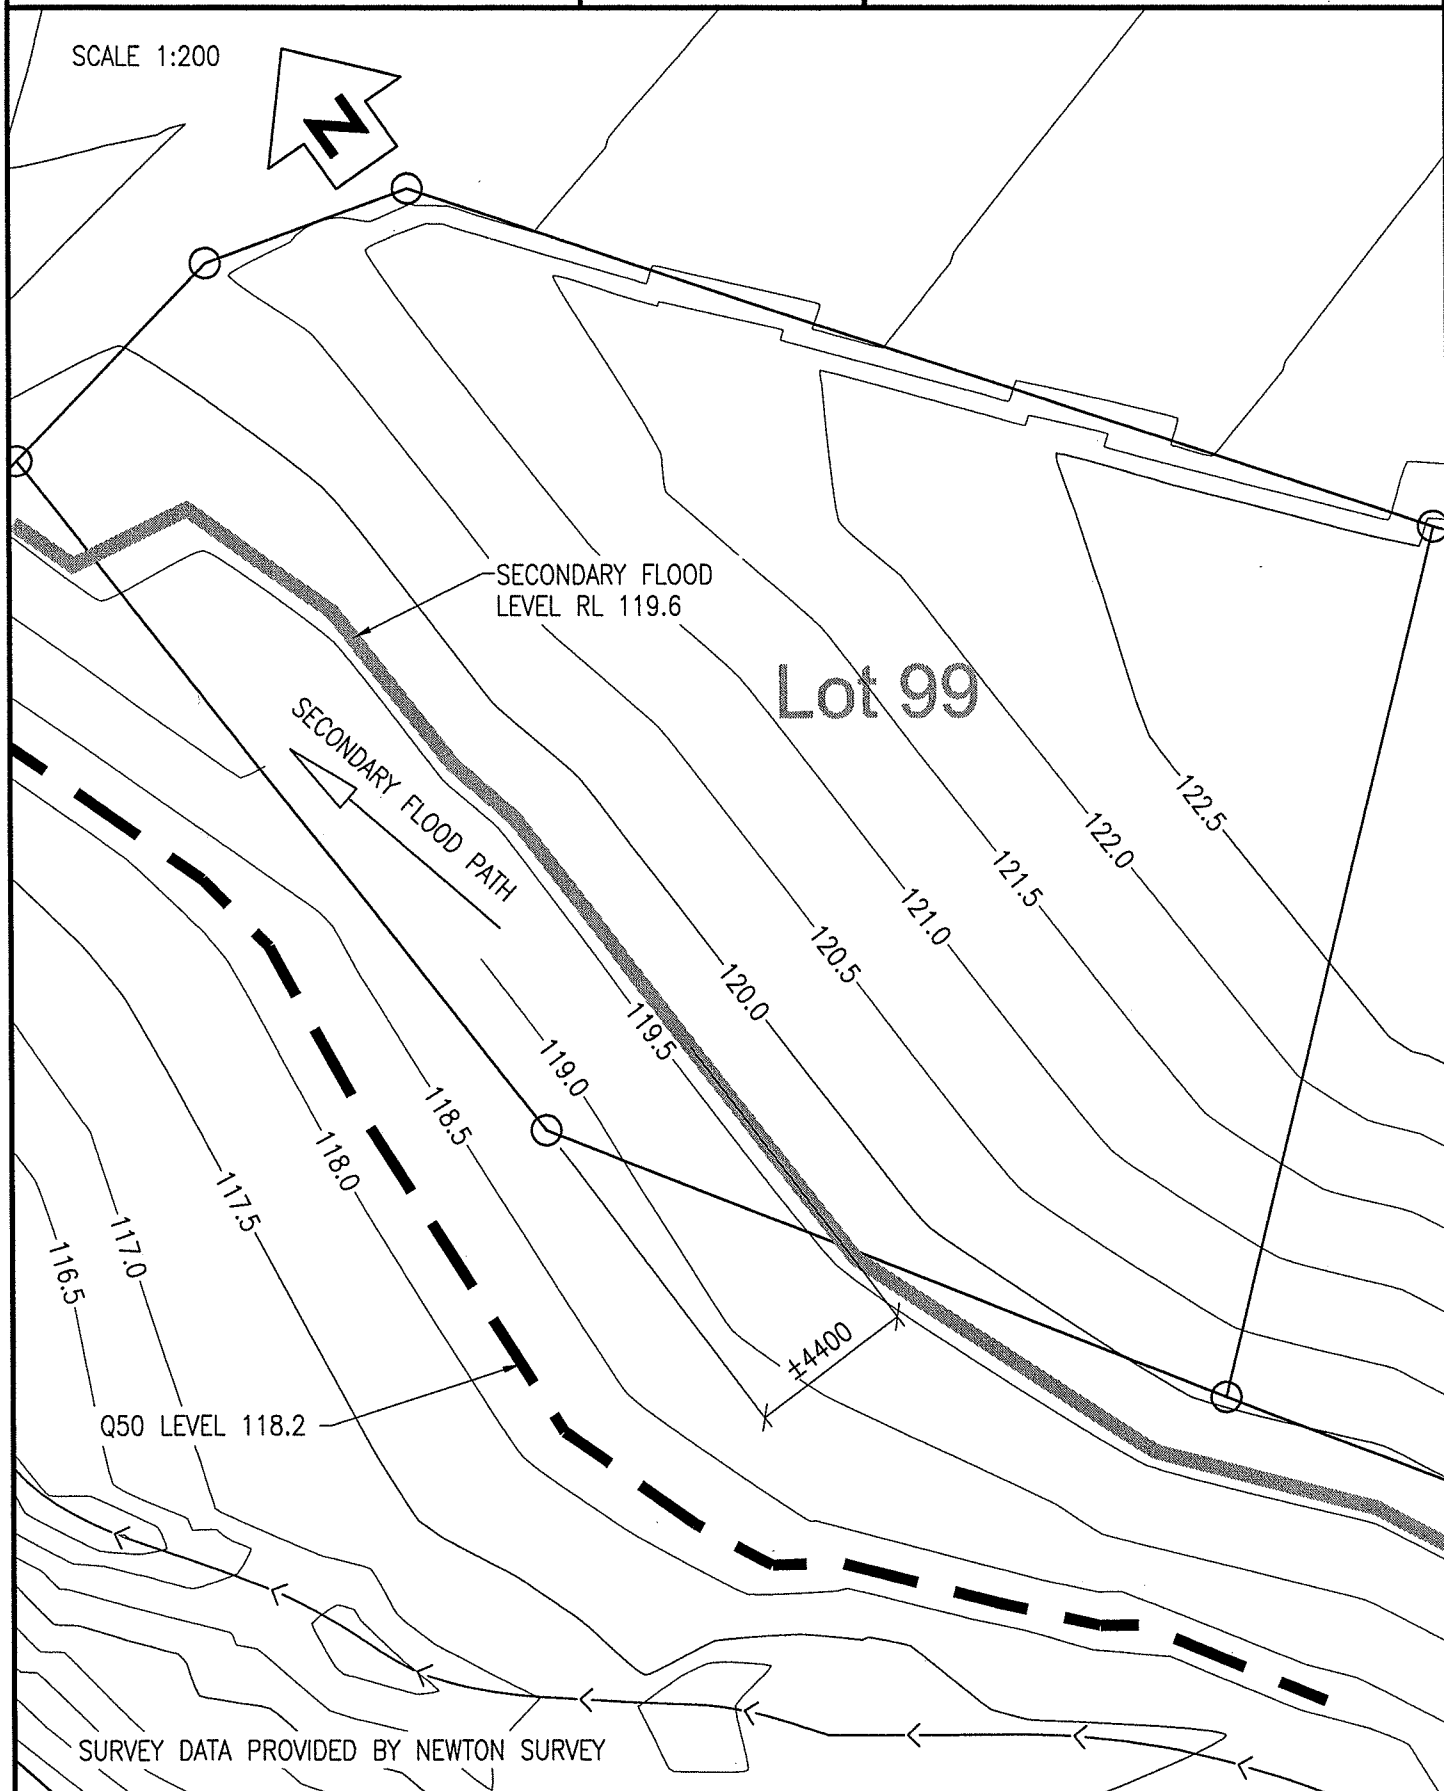 SCALE 1:200
N
SECONDARY FLOOD
LEVEL RL 119.6
Lot 99
SECONDARY FLOOD PATH
122.5
122.0
121.5
121.0
120.5
120.0
119.5
119.0
118.5
118.0
117.5
117.0
116.5
±4400
Q50 LEVEL 118.2
SURVEY DATA PROVIDED BY NEWTON SURVEY